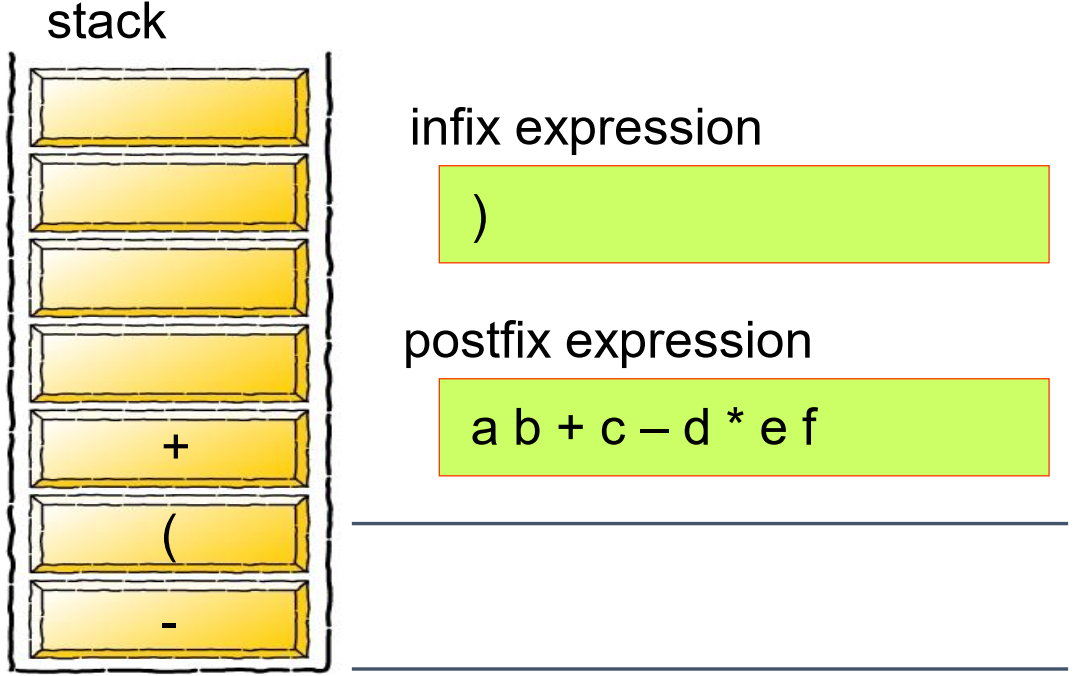 stack
infix expression
)
postfix expression
a b + c – d * e f
+
(
-